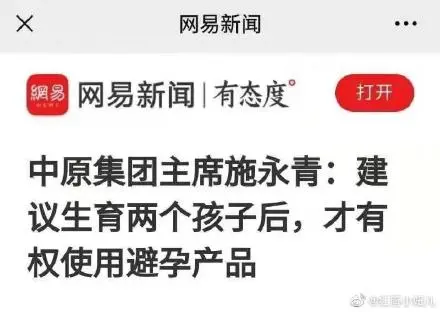 网易新闻
網易
NEWS
网易新闻 | 有态度°
打开
中原集团主席施永青：建
议生育两个孩子后，才有
权使用避孕产品